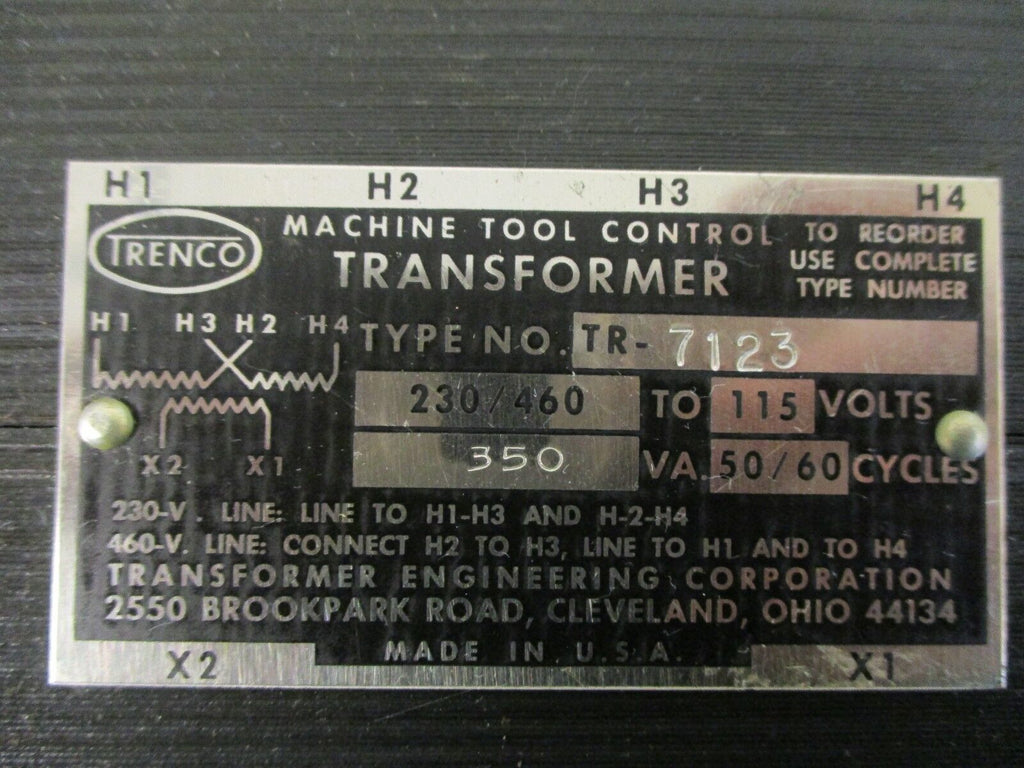 H1 H2 H3 H4
TRENCO
MACHINE TOOL CONTROL
TRANSFORMER
TO REORDER
USE COMPLETE
TYPE NUMBER
H1 H3 H2 H4
X2 X1
TYPE NO. TR- 7123
230/460 TO 115 VOLTS
350 VA. 50/60 CYCLES
230-V. LINE: LINE TO H1-H3 AND H-2-H4
460-V. LINE: CONNECT H2 TO H3, LINE TO H1 AND TO H4
TRANSFORMER ENGINEERING CORPORATION
2550 BROOKPARK ROAD, CLEVELAND, OHIO 44134
MADE IN U.S.A.
X2 X1